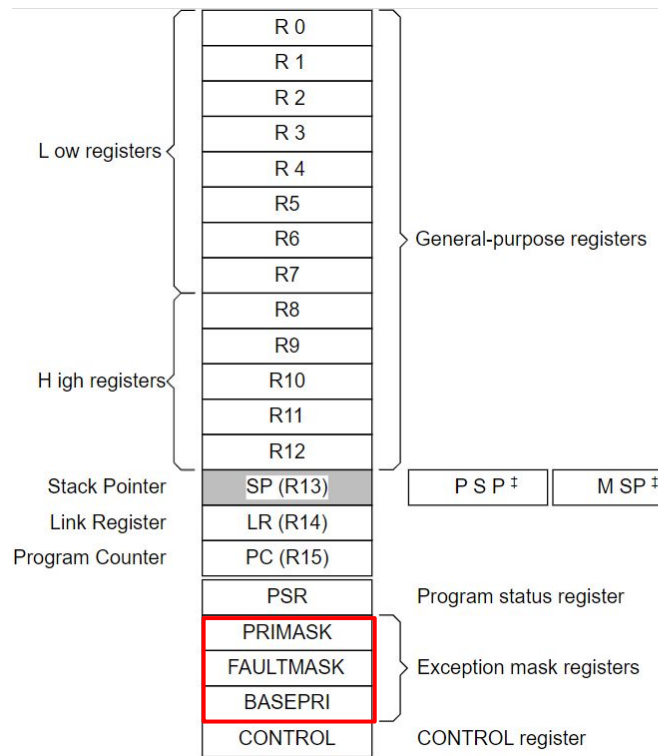 R 0
R 1
R 2
R 3
L ow registers
R 4
R5
R6
General-purpose registers
R7
R8
R9
H igh registers
R10
R11
R12
Stack Pointer SP (R13) P S P ‡ M SP ‡
Link Register LR (R14)
Program Counter PC (R15)
PSR Program status register
PRIMASK
FAULTMASK Exception mask registers
BASEPRI
CONTROL CONTROL register